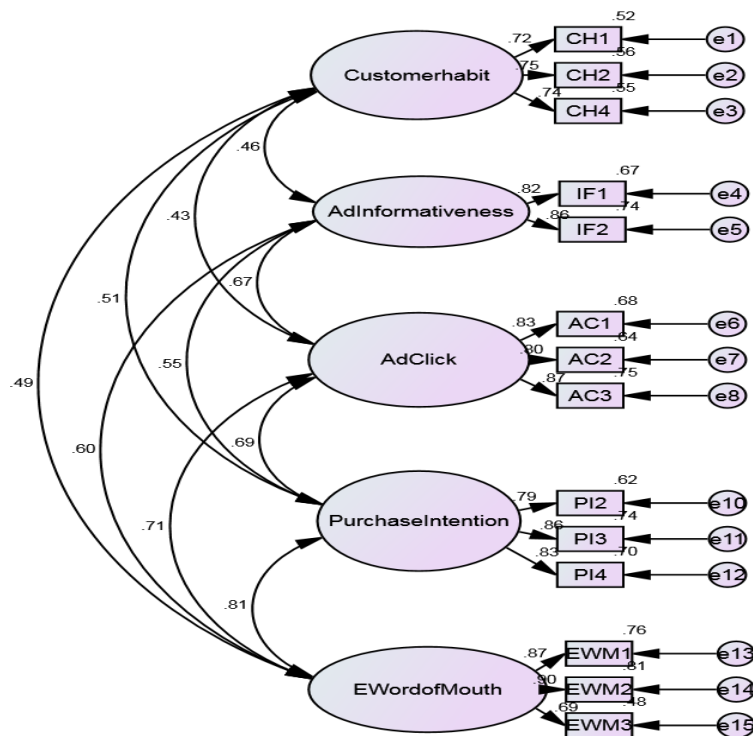 .52
.72
CH1
e1
.56
.75
CH2
e2
Customerhabit
.55
.74
CH4
e3
.46
.67
.82
IF1
e4
AdInformativeness
.74
.86
IF2
e5
.43
.67
.68
.83
AC1
e6
.51
.64
AdClick
.80
AC2
e7
.55
.75
.87
AC3
e8
.49
.60
.69
.62
.79
PI2
e10
PurchaseIntention
.74
.86
PI3
e11
.71
.70
.83
PI4
e12
.81
.76
.87
EWM1
e13
.81
EWordofMouth
.90
EWM2
e14
.48
.69
EWM3
e15